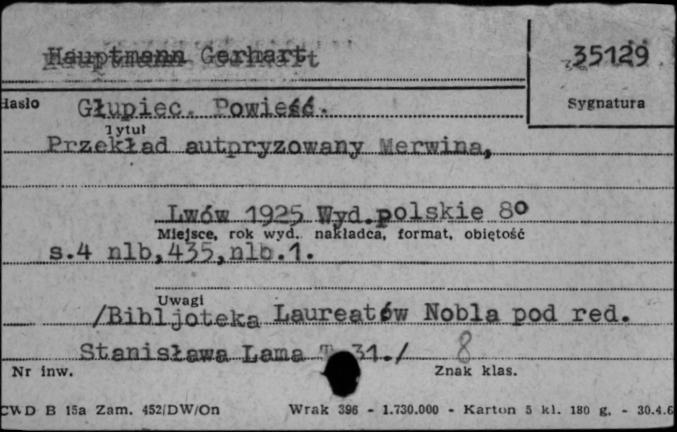 Hauptmann Gerhart
35129
Hasło
Głupiec. Powieść.
Sygnatura
Tytuł
Przekład autpryzowany Merwina,
Lwów 1925 Wyd.polskie 8º
Miejsce, rok wyd. nakładca, format, objętość
s.4 nlb,435,nlb.1.
Uwagi
/Bibljoteka Laureatów Nobla pod red.
Stanisława Lama T 31./ 8
Nr inw.
Znak klas.
CWD B 15a Zam. 452/DW/On Wrak 396 - 1.730.000 - Karton 5 kl. 180 g. - 30.4.6